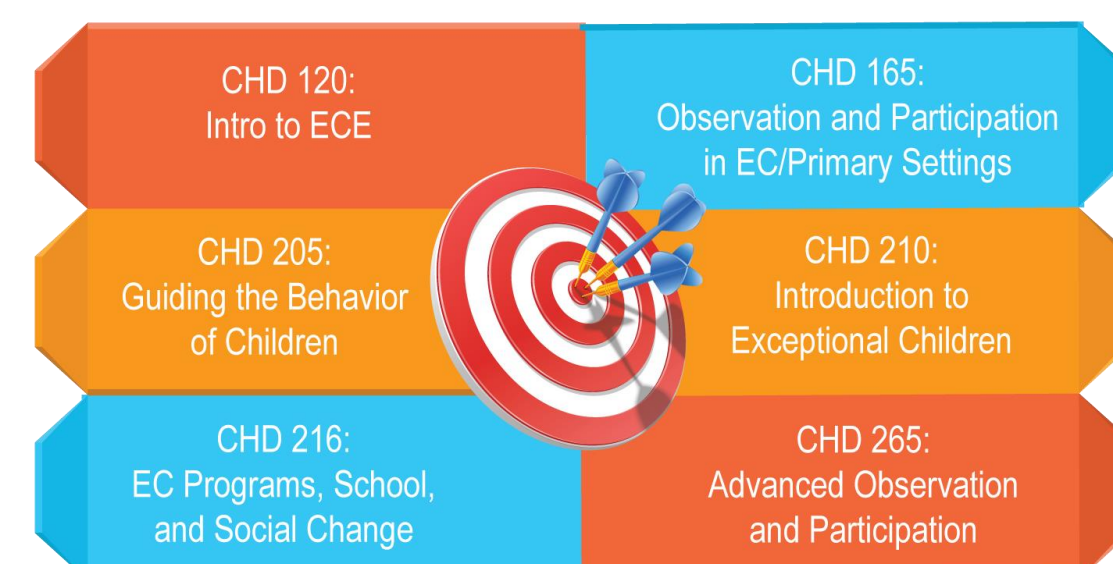 CHD 120:
Intro to ECE
CHD 165:
Observation and Participation
in EC/Primary Settings
CHD 205:
Guiding the Behavior
of Children
CHD 210:
Introduction to
Exceptional Children
CHD 216:
EC Programs, School,
and Social Change
CHD 265:
Advanced Observation
and Participation